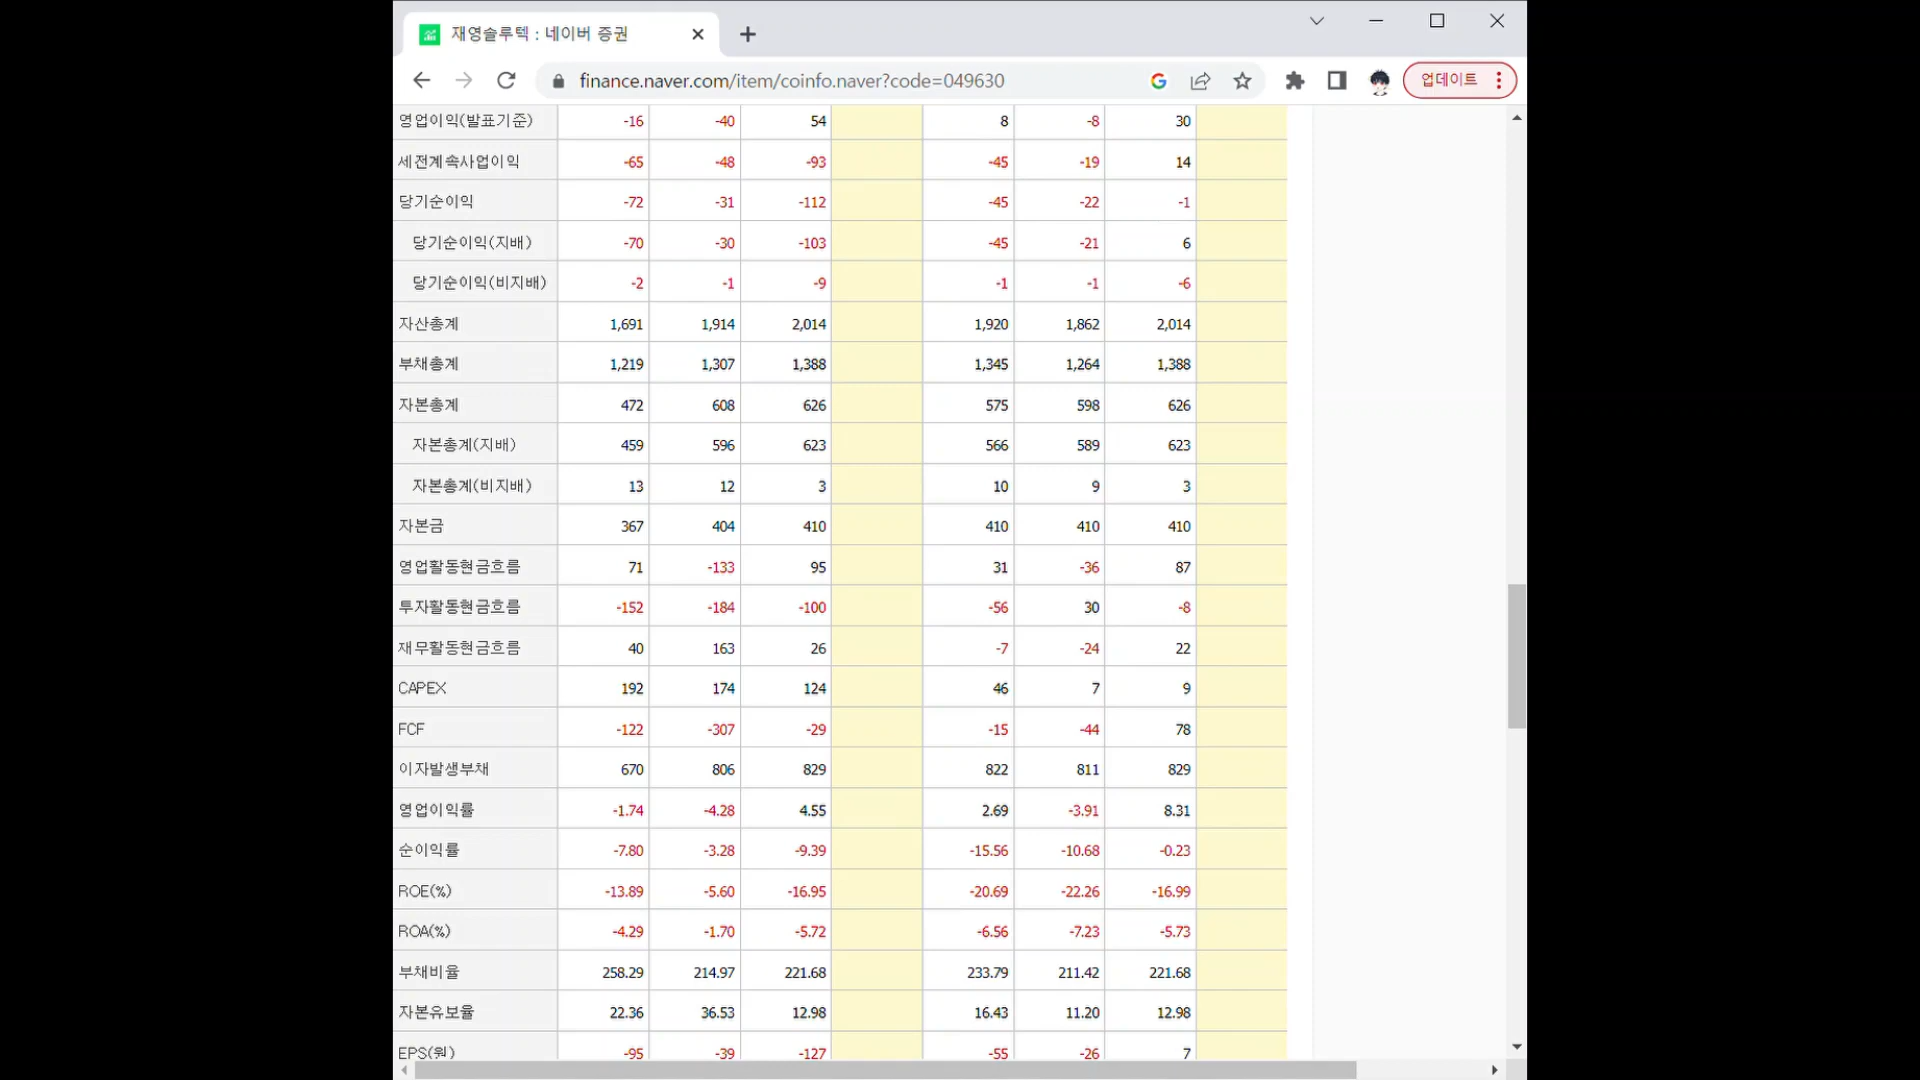 재영솔루텍 : 네이버 증권
finance.naver.com/item/coinfo.naver?code=049630
업데이트
영업이익(발표기준) -16 -40 54 8 -8 30
세전계속사업이익 -65 -48 -93 -45 -19 14
당기순이익 -72 -31 -112 -45 -22 -1
당기순이익(지배) -70 -30 -103 -45 -21 6
당기순이익(비지배) -2 -1 -9 -1 -1 -6
자산총계 1,691 1,914 2,014 1,920 1,862 2,014
부채총계 1,219 1,307 1,388 1,345 1,264 1,388
자본총계 472 608 626 575 598 626
자본총계(지배) 459 596 623 566 589 623
자본총계(비지배) 13 12 3 10 9 3
자본금 367 404 410 410 410 410
영업활동현금흐름 71 -133 95 31 -36 87
투자활동현금흐름 -152 -184 -100 -56 30 -8
재무활동현금흐름 40 163 26 -7 -24 22
CAPEX 192 174 124 46 7 9
FCF -122 -307 -29 -15 -44 78
이자발생부채 670 806 829 822 811 829
영업이익률 -1.74 -4.28 4.55 2.69 -3.91 8.31
순이익률 -7.80 -3.28 -9.39 -15.56 -10.68 -0.23
ROE(%) -13.89 -5.60 -16.95 -20.69 -22.26 -16.99
ROA(%) -4.29 -1.70 -5.72 -6.56 -7.23 -5.73
부채비율 258.29 214.97 221.68 233.79 211.42 221.68
자본유보율 22.36 36.53 12.98 16.43 11.20 12.98
EPS(원) -95 -39 -127 -55 -26 7